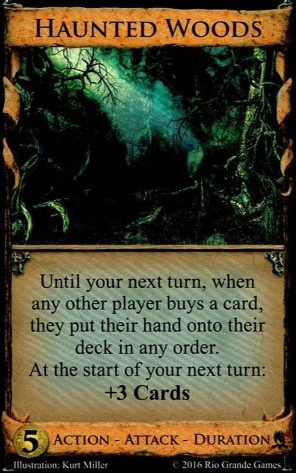 HAUNTED WOODS
Until your next turn, when
any other player buys a card,
they put their hand onto their
deck in any order.
At the start of your next turn:
+3 Cards
5 ACTION - ATTACK - DURATION
Illustration: Kurt Miller © 2016 Rio Grande Games